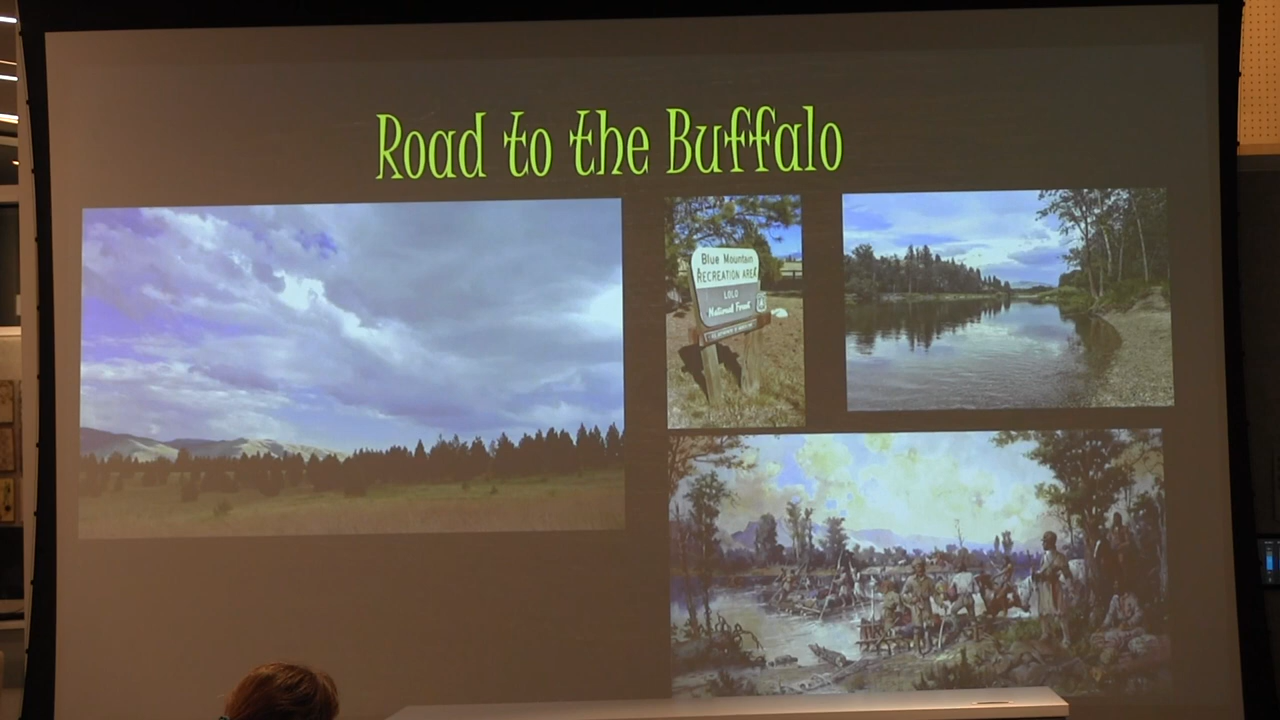 Road to the Buffalo
Blue Mountain
RECREATION AREA
LOLO
National Forest